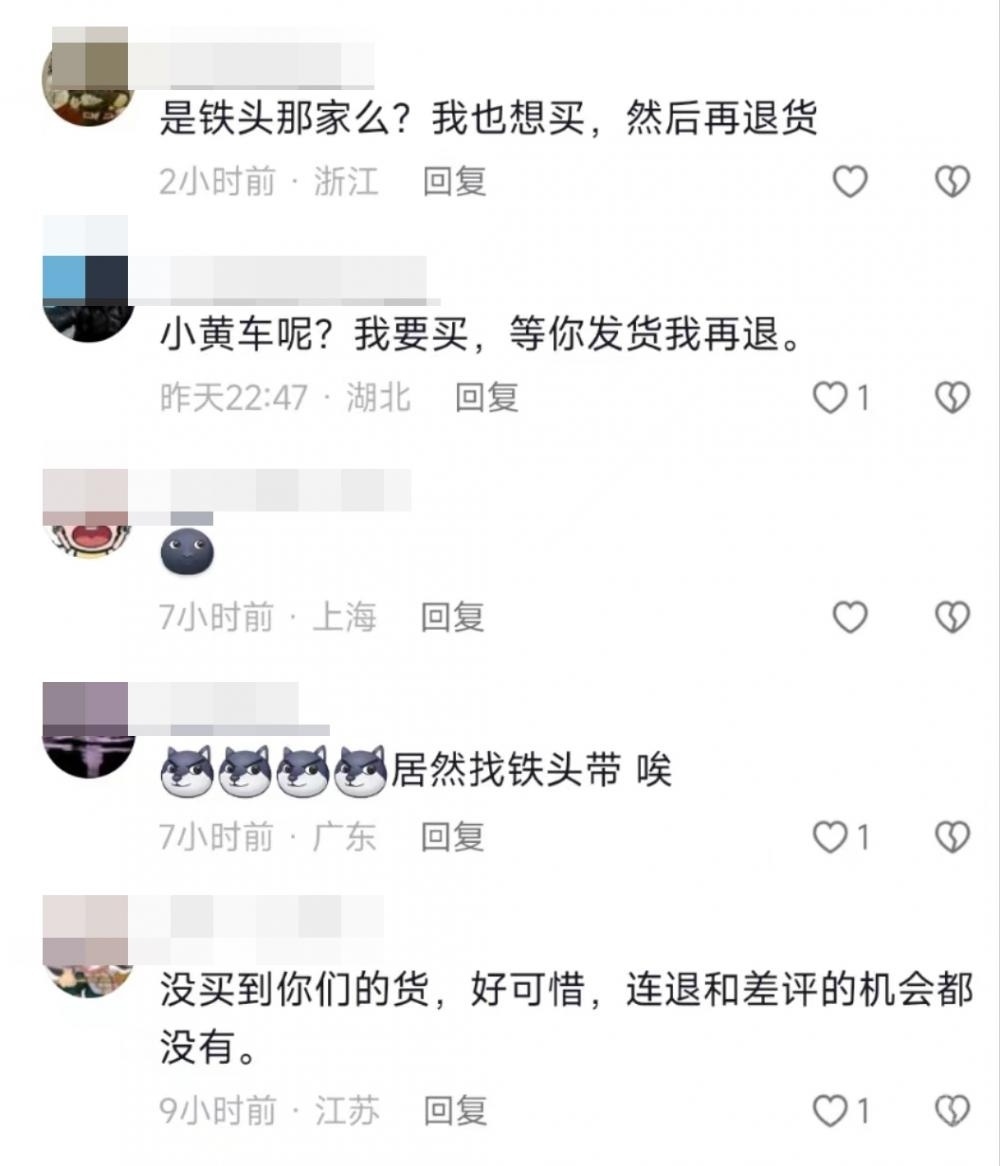 是铁头那家么？我也想买，然后再退货
2小时前 · 浙江 回复
小黄车呢？我要买，等你发货我再退。
昨天22:47 · 湖北 回复 1
7小时前 · 上海 回复
居然找铁头带 唉
7小时前 · 广东 回复 1
没买到你们的货，好可惜，连退和差评的机会都
没有。
9小时前 · 江苏 回复 1